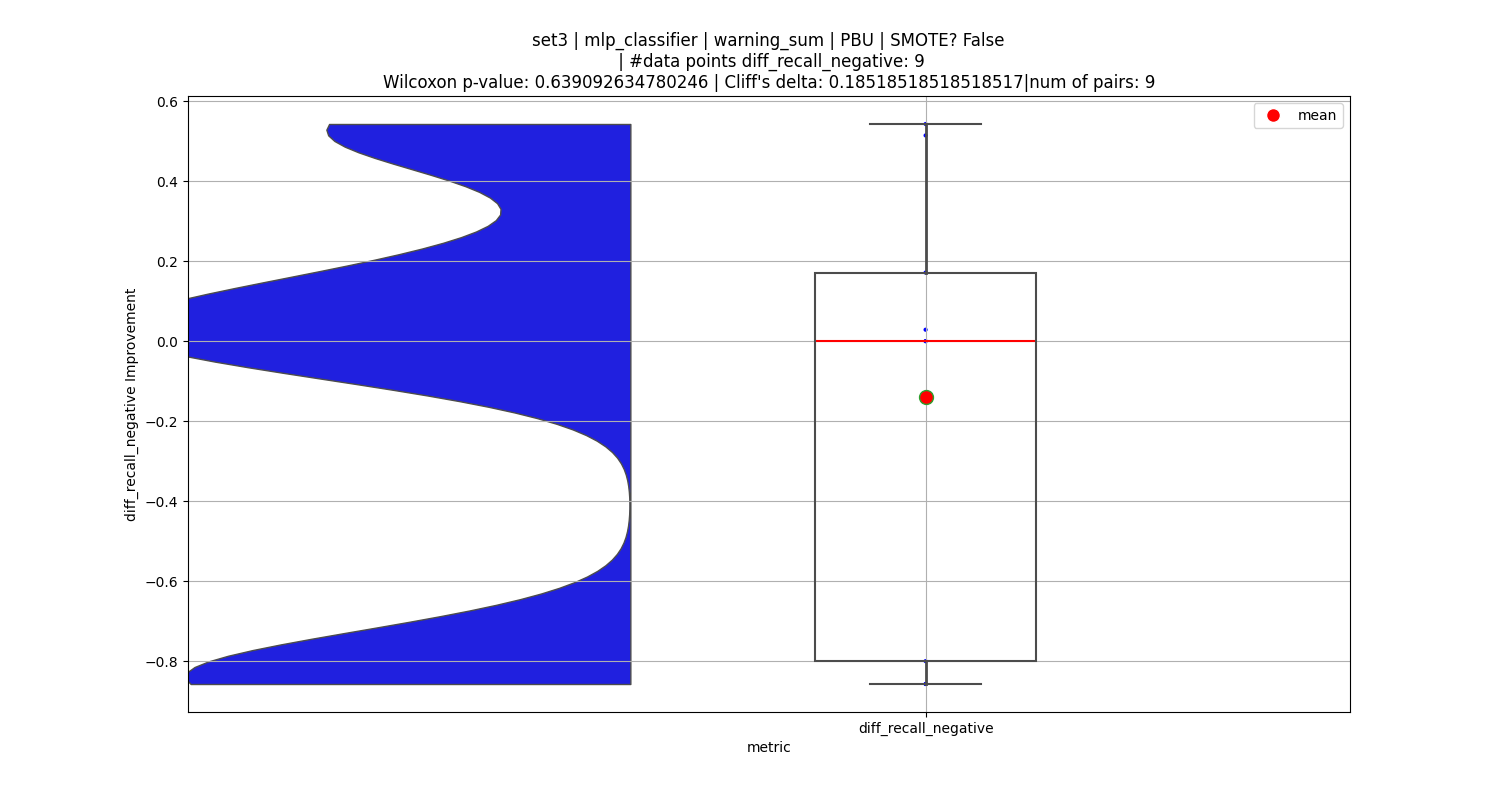 set3 | mlp_classifier | warning_sum | PBU | SMOTE? False
| #data points diff_recall_negative: 9
Wilcoxon p-value: 0.639092634780246 | Cliff's delta: 0.18518518518518517|num of pairs: 9
mean
0.6
0.4
0.2
0.0
−0.2
−0.4
−0.6
−0.8
diff_recall_negative Improvement
diff_recall_negative
metric